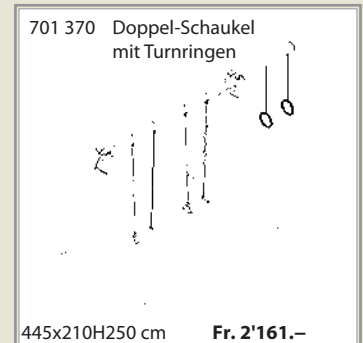 701 370 Doppel-Schaukel
mit Turnringen
445x210H250 cm Fr. 2'161.–